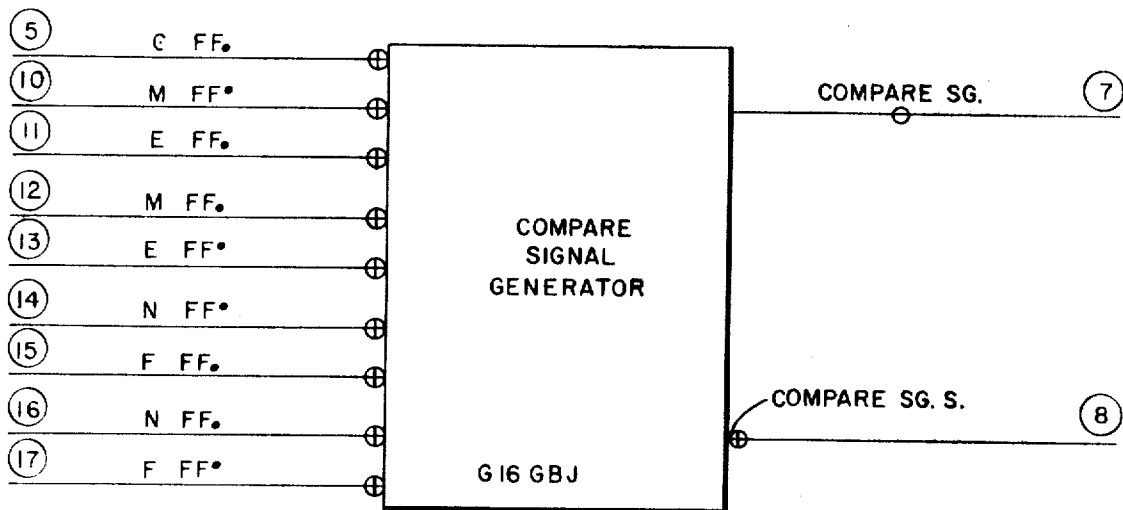 5 C FF.
10 M FF•
11 E FF.
12 M FF.
13 E FF•
14 N FF•
15 F FF.
16 N FF.
17 F FF•
COMPARE
SIGNAL
GENERATOR
G16 GBJ
COMPARE SG. 7
COMPARE SG. S. 8